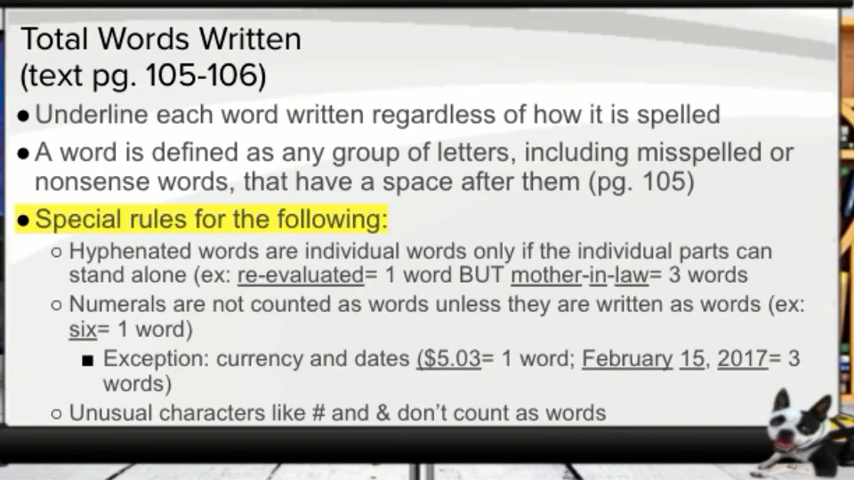 Total Words Written
(text pg. 105-106)
● Underline each word written regardless of how it is spelled
● A word is defined as any group of letters, including misspelled or
nonsense words, that have a space after them (pg. 105)
● Special rules for the following:
○ Hyphenated words are individual words only if the individual parts can
stand alone (ex: re-evaluated= 1 word BUT mother-in-law= 3 words
○ Numerals are not counted as words unless they are written as words (ex:
six= 1 word)
■ Exception: currency and dates ($5.03= 1 word; February 15, 2017= 3
words)
○ Unusual characters like # and & don’t count as words